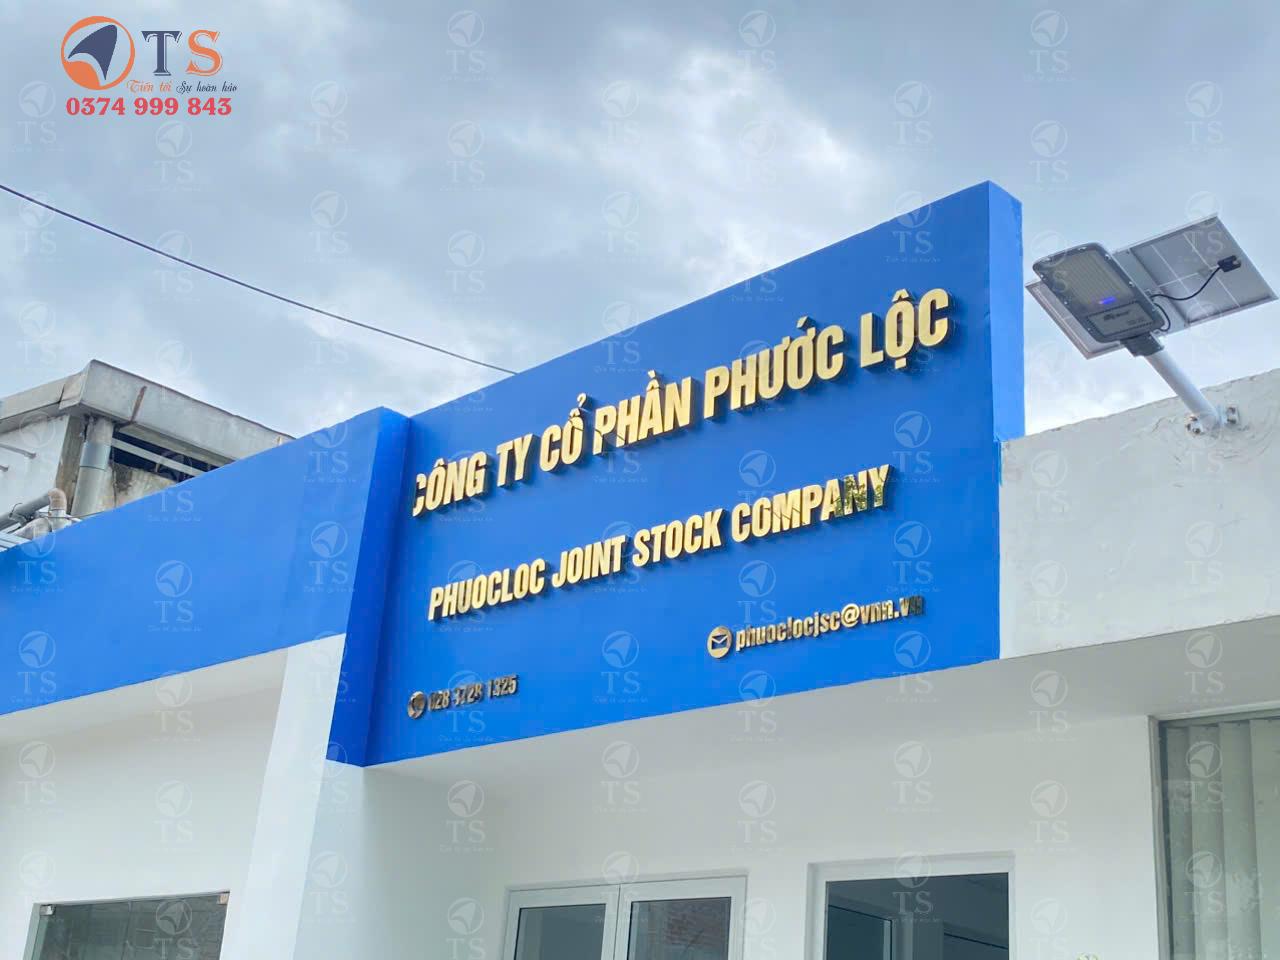 TS
Tiến tới Sự hoàn hảo
0374 999 843
CÔNG TY CỔ PHẦN PHƯỚC LỘC
PHUOCLOC JOINT STOCK COMPANY
phuoclocjsc@vnn.vn
028 3728 1325